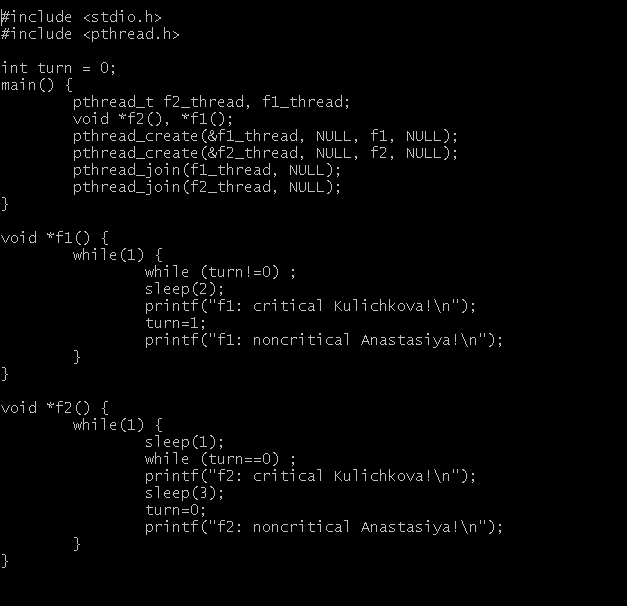 #include <stdio.h>
#include <pthread.h>
int turn = 0;
main() {
pthread_t f2_thread, f1_thread;
void *f2(), *f1();
pthread_create(&f1_thread, NULL, f1, NULL);
pthread_create(&f2_thread, NULL, f2, NULL);
pthread_join(f1_thread, NULL);
pthread_join(f2_thread, NULL);
}
void *f1() {
while(1) {
while (turn!=0) ;
sleep(2);
printf("f1: critical Kulichkova!\n");
turn=1;
printf("f1: noncritical Anastasiya!\n");
}
}
void *f2() {
while(1) {
sleep(1);
while (turn==0) ;
printf("f2: critical Kulichkova!\n");
sleep(3);
turn=0;
printf("f2: noncritical Anastasiya!\n");
}
}